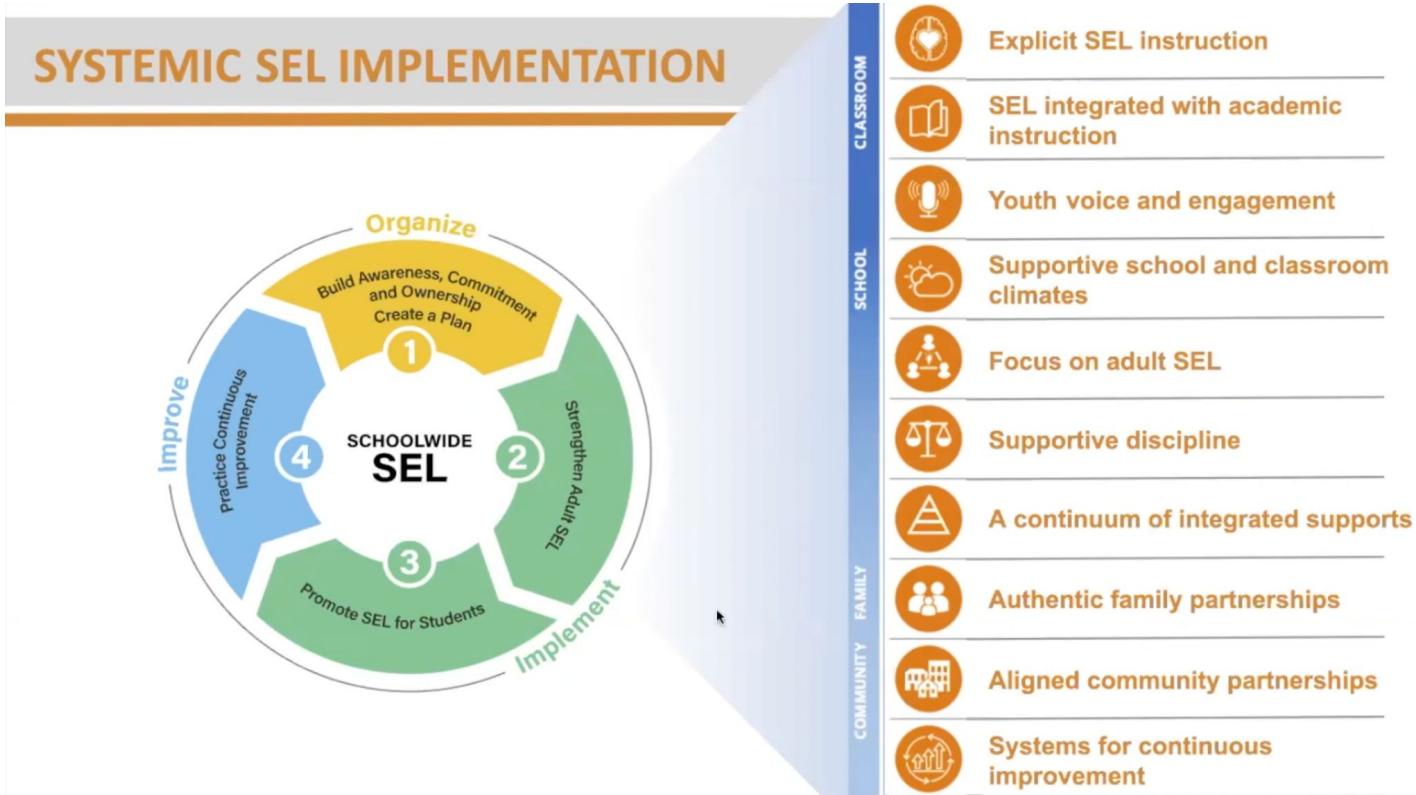 SYSTEMIC SEL IMPLEMENTATION
Organize
Build Awareness, Commitment
and Ownership
Create a Plan
1
Strengthen Adult SEL
2
Implement
Promote SEL for Students
3
Improve
Practice Continuous
Improvement
4
SCHOOLWIDE
SEL
CLASSROOM
SCHOOL
FAMILY
COMMUNITY
Explicit SEL instruction
SEL integrated with academic
instruction
Youth voice and engagement
Supportive school and classroom
climates
Focus on adult SEL
Supportive discipline
A continuum of integrated supports
Authentic family partnerships
Aligned community partnerships
Systems for continuous
improvement